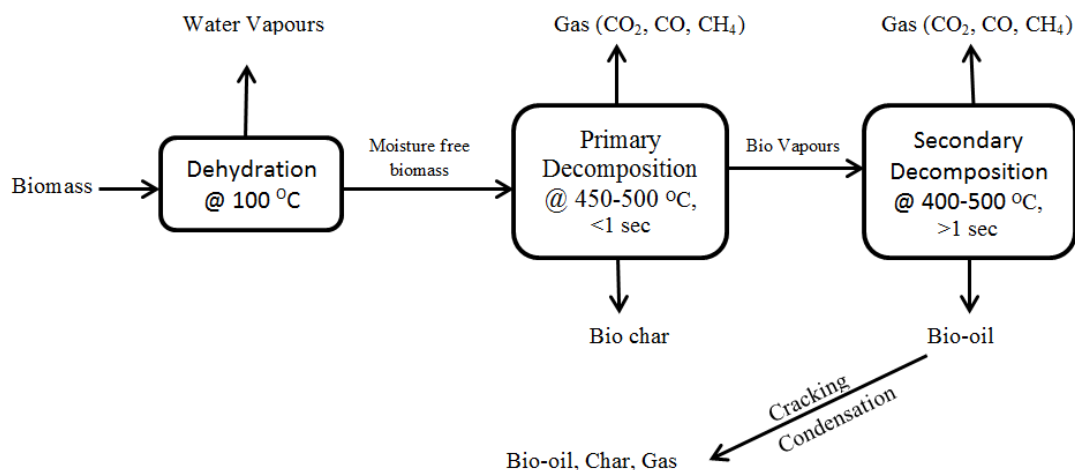 Water Vapours
Gas (CO₂, CO, CH₄)
Gas (CO₂, CO, CH₄)
Biomass
Dehydration
@ 100 ᴼC
Moisture free
biomass
Primary
Decomposition
@ 450-500 ᴼC,
<1 sec
Bio Vapours
Secondary
Decomposition
@ 400-500 ᴼC,
>1 sec
Bio char
Bio-oil
Cracking
Condensation
Bio-oil, Char, Gas